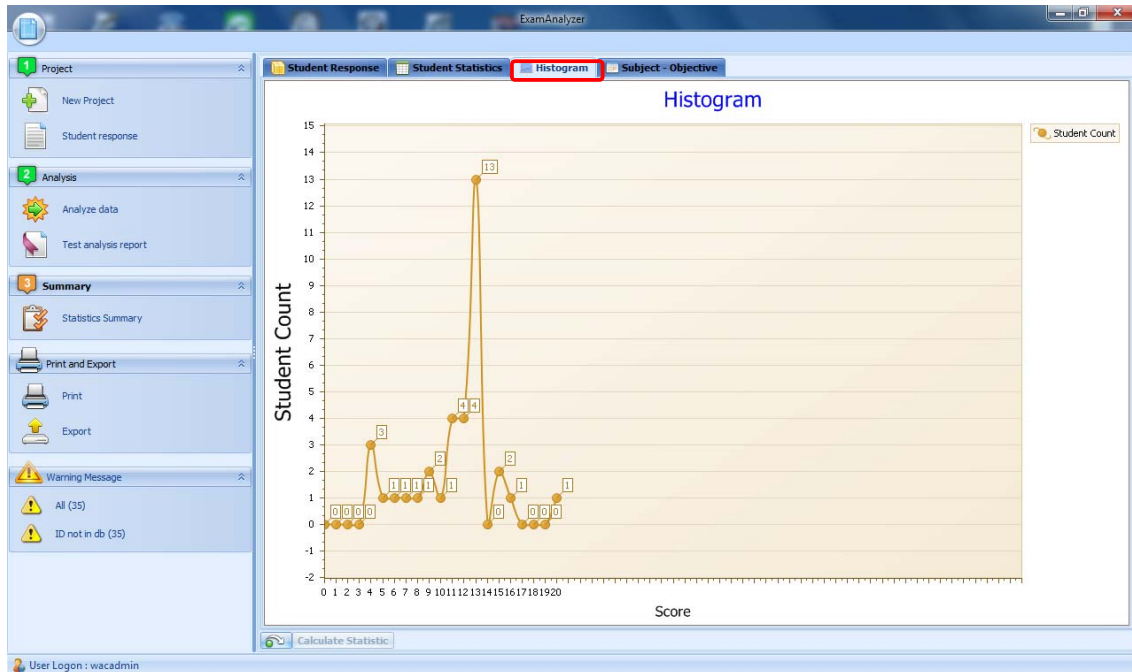 ExamAnalyzer
1 Project
New Project
Student response
2 Analysis
Analyze data
Test analysis report
3 Summary
Statistics Summary
Print and Export
Print
Export
Warning Message
All (35)
ID not in db (35)
Student Response Student Statistics Histogram Subject - Objective
Histogram
Student Count
15
14
13
12
11
10
9
8
7
6
5
4
3
2
1
0
-1
-2
Student Count
0 0 0 0 3 1 1 1 1 2 1 4 4 13 0 2 1 0 0 0 1
0 1 2 3 4 5 6 7 8 9 10 11 12 13 14 15 16 17 18 19 20
Score
Calculate Statistic
User Logon : wacadmin